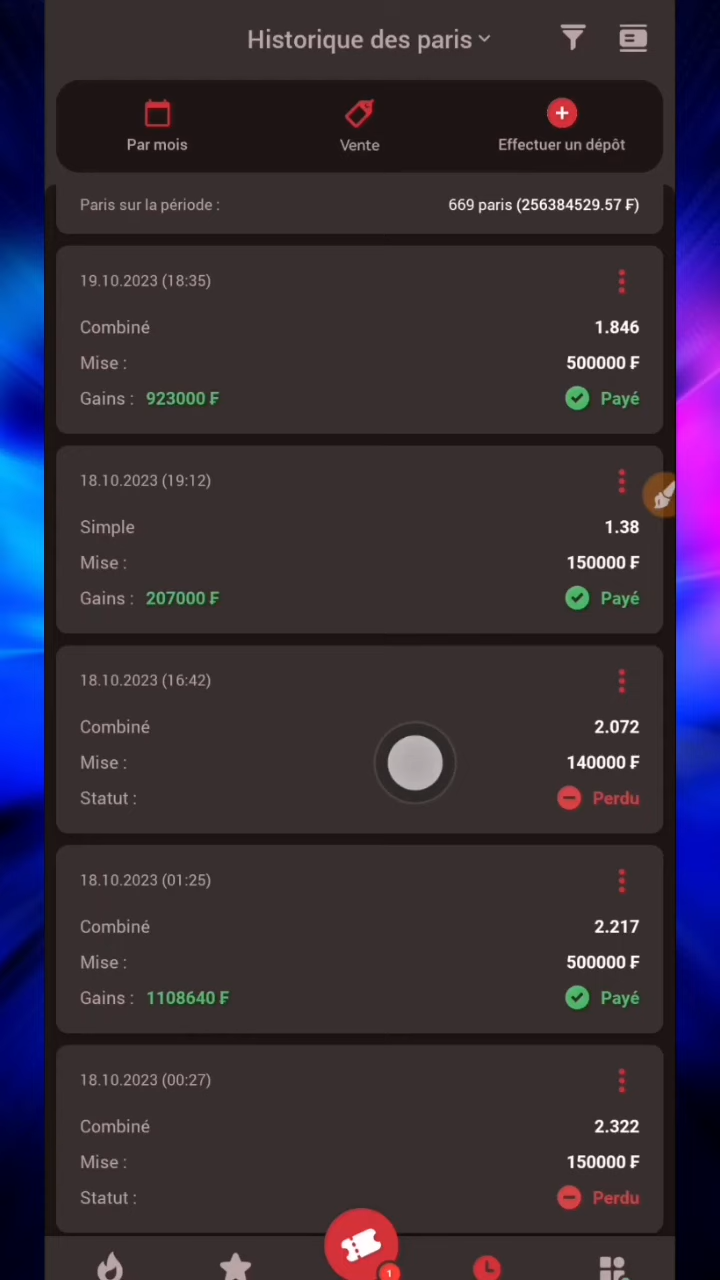 Historique des paris
Par mois
Vente
Effectuer un dépôt
Paris sur la période : 669 paris (256384529.57 ₣)
19.10.2023 (18:35)
Combiné 1.846
Mise : 500000 ₣
Gains : 923000 ₣ Payé
18.10.2023 (19:12)
Simple 1.38
Mise : 150000 ₣
Gains : 207000 ₣ Payé
18.10.2023 (16:42)
Combiné 2.072
Mise : 140000 ₣
Statut : Perdu
18.10.2023 (01:25)
Combiné 2.217
Mise : 500000 ₣
Gains : 1108640 ₣ Payé
18.10.2023 (00:27)
Combiné 2.322
Mise : 150000 ₣
Statut : Perdu
1